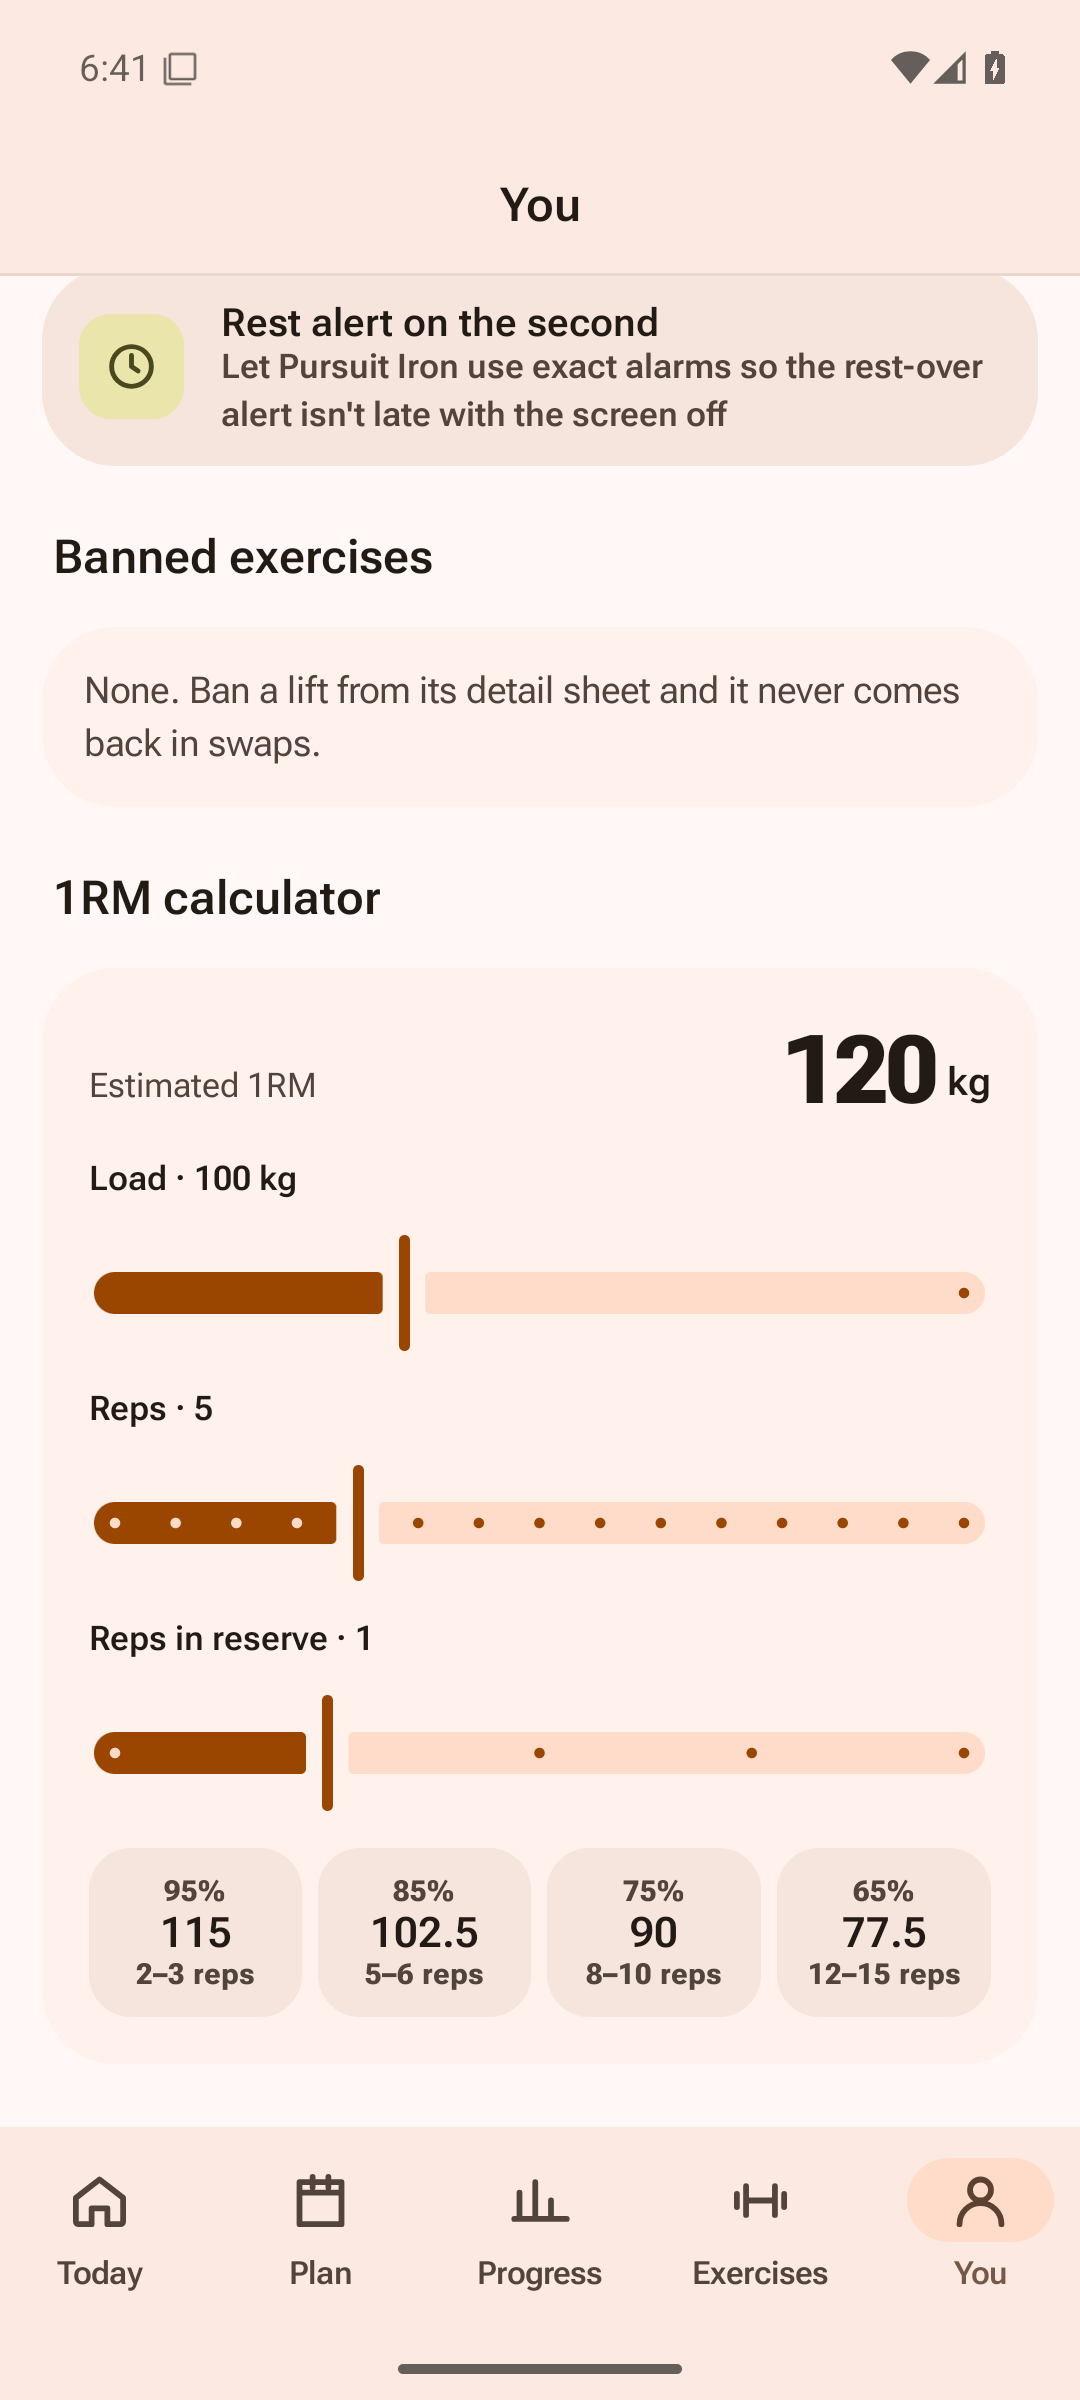 6:41
You
Rest alert on the second
Let Pursuit Iron use exact alarms so the rest-over
alert isn't late with the screen off
Banned exercises
None. Ban a lift from its detail sheet and it never comes
back in swaps.
1RM calculator
Estimated 1RM
120 kg
Load · 100 kg
Reps · 5
Reps in reserve · 1
95%
115
2–3 reps
85%
102.5
5–6 reps
75%
90
8–10 reps
65%
77.5
12–15 reps
Today
Plan
Progress
Exercises
You